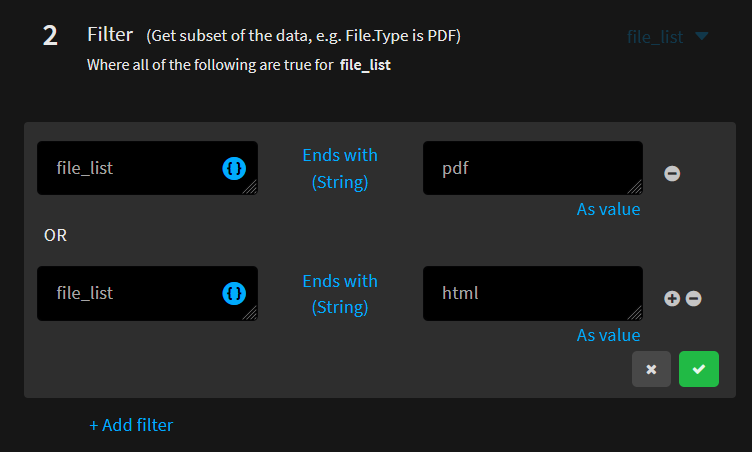 2 Filter (Get subset of the data, e.g. File.Type is PDF) file_list
Where all of the following are true for file_list
file_list {} Ends with (String) pdf
As value
OR
file_list {} Ends with (String) html
As value
+ Add filter